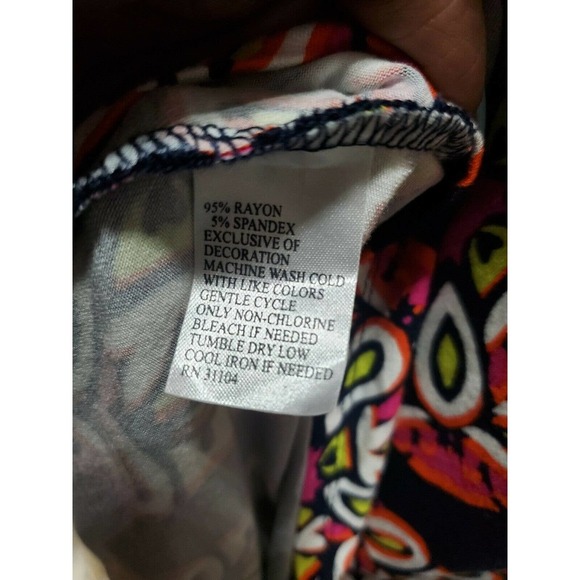 95% RAYON
5% SPANDEX
EXCLUSIVE OF
DECORATION
MACHINE WASH COLD
WITH LIKE COLORS
GENTLE CYCLE
ONLY NON-CHLORINE
BLEACH IF NEEDED
TUMBLE DRY LOW
COOL IRON IF NEEDED
RN 31104